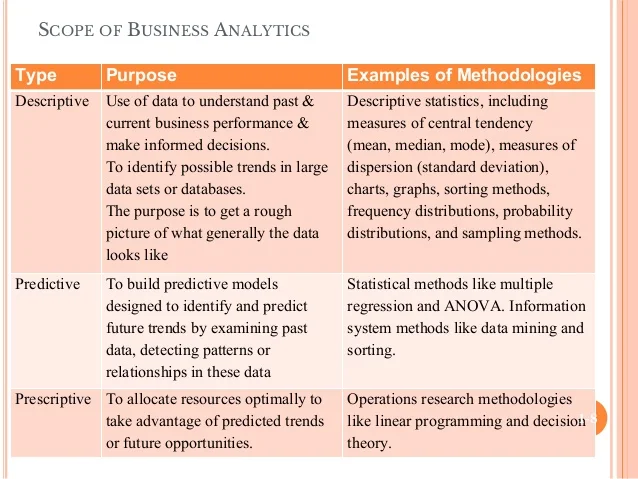 SCOPE OF BUSINESS ANALYTICS
Type Purpose Examples of Methodologies
Descriptive
Use of data to understand past &
current business performance &
make informed decisions.
To identify possible trends in large
data sets or databases.
The purpose is to get a rough
picture of what generally the data
looks like
Descriptive statistics, including
measures of central tendency
(mean, median, mode), measures of
dispersion (standard deviation),
charts, graphs, sorting methods,
frequency distributions, probability
distributions, and sampling methods.
Predictive
To build predictive models
designed to identify and predict
future trends by examining past
data, detecting patterns or
relationships in these data
Statistical methods like multiple
regression and ANOVA. Information
system methods like data mining and
sorting.
Prescriptive
To allocate resources optimally to
take advantage of predicted trends
or future opportunities.
Operations research methodologies
like linear programming and decision
theory.